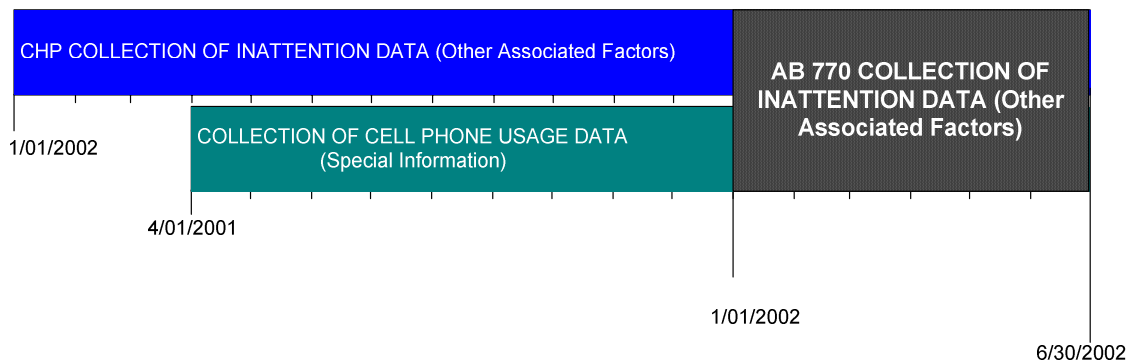 CHP COLLECTION OF INATTENTION DATA (Other Associated Factors)
AB 770 COLLECTION OF
INATTENTION DATA (Other
Associated Factors)
COLLECTION OF CELL PHONE USAGE DATA
(Special Information)
1/01/2002
4/01/2001
1/01/2002
6/30/2002